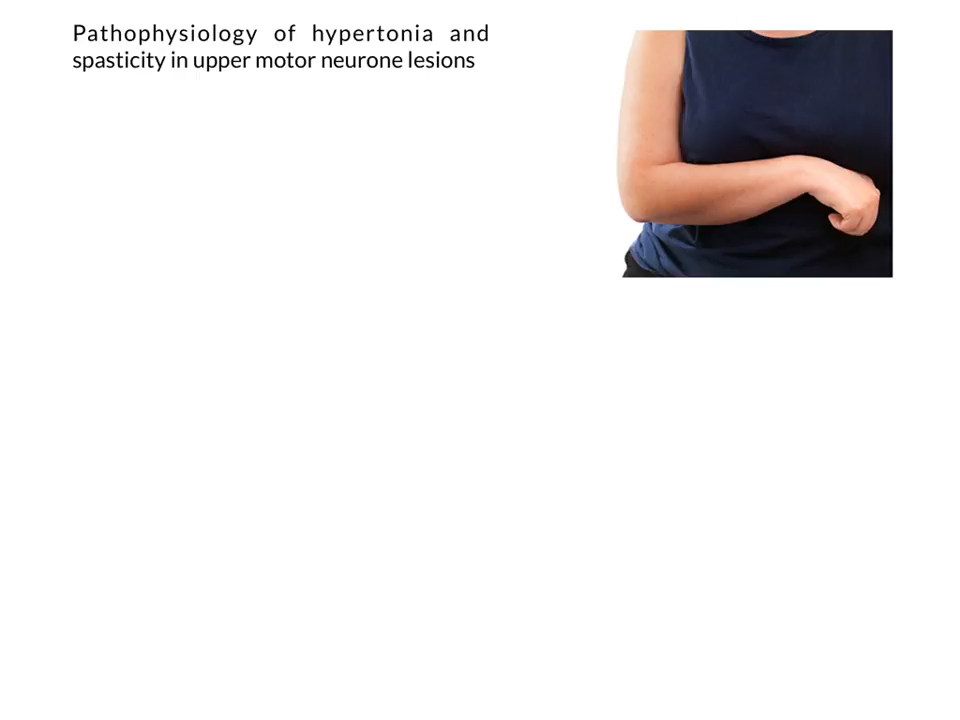 Pathophysiology of hypertonia and
spasticity in upper motor neurone lesions